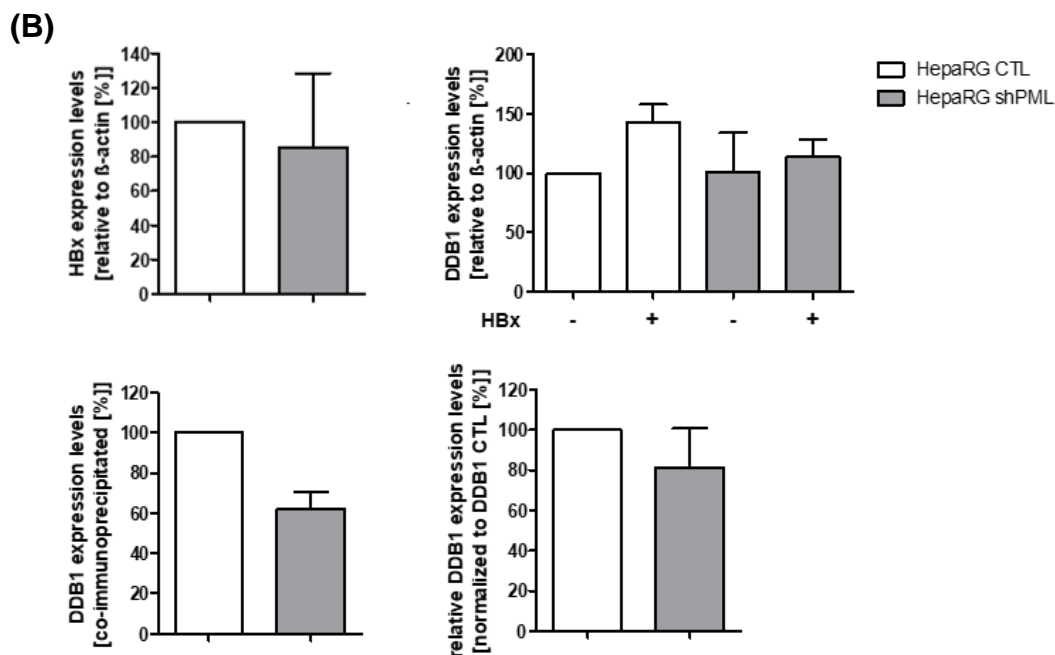 (B)
HBx expression levels
[relative to ß-actin [%]]
140
120
100
80
60
40
20
0
DDB1 expression levels
[relative to ß-actin [%]]
200
150
100
50
0
HBx - + - +
HepaRG CTL
HepaRG shPML
DDB1 expression levels
[co-imunoprecipitated [%]]
120
100
80
60
40
20
0
relative DDB1 expression levels
[normalized to DDB1 CTL [%]]
120
100
80
60
40
20
0